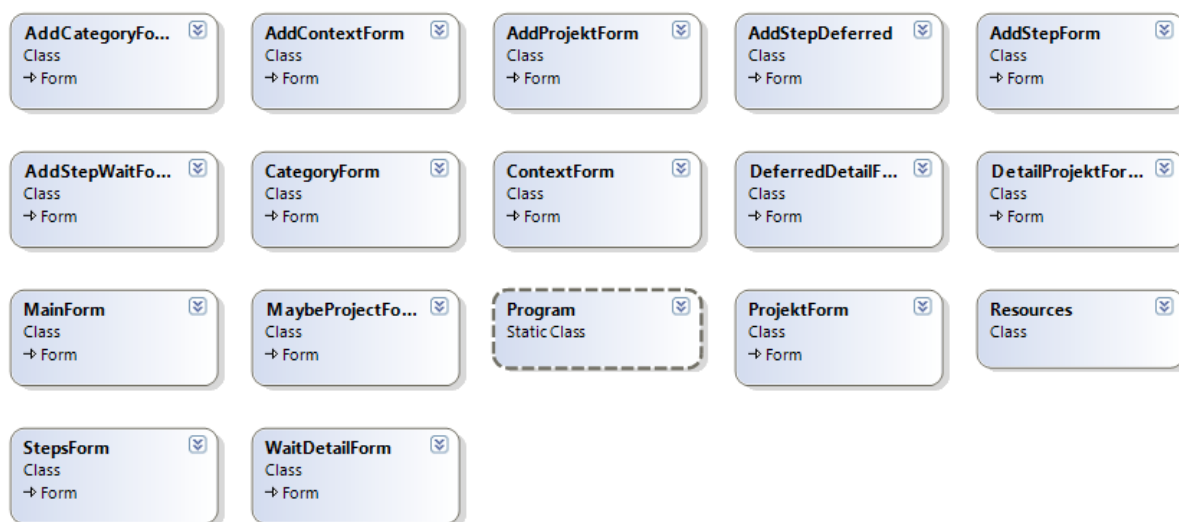 AddCategoryFo...
Class
Form
AddContextForm
Class
Form
AddProjektForm
Class
Form
AddStepDeferred
Class
Form
AddStepForm
Class
Form
AddStepWaitFo...
Class
Form
CategoryForm
Class
Form
ContextForm
Class
Form
DeferredDetailF...
Class
Form
DetailProjektFor...
Class
Form
MainForm
Class
Form
MaybeProjectFo...
Class
Form
Program
Static Class
ProjektForm
Class
Form
Resources
Class
StepsForm
Class
Form
WaitDetailForm
Class
Form